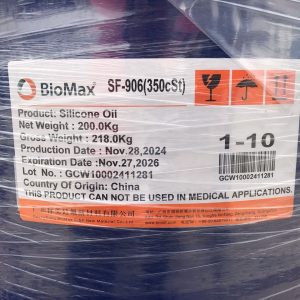 BioMax® SF-906(350cSt)
Product: Silicone Oil
Net Weight : 200.0Kg
Gross Weight : 218.0Kg
Production Date : Nov.28,2024
Expiration Date :Nov.27,2026
Lot No. : GCW10002411281
Country Of Origin: China
1-10
GCW10002411281
THIS PRODUCT CAN NOT BE USED IN MEDICAL APPLICATIONS.